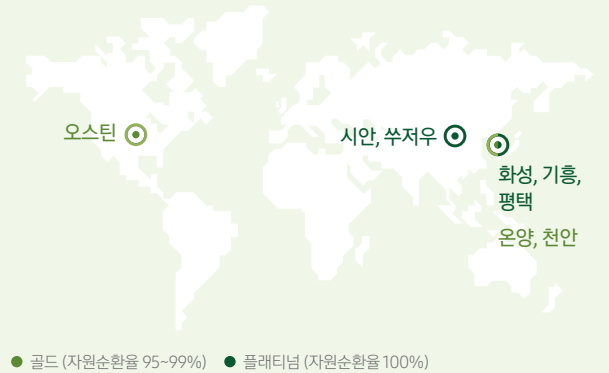 오스틴
시안, 쑤저우
화성, 기흥,
평택
온양, 천안
골드 (자원순환율 95~99%)
플래티넘 (자원순환율 100%)